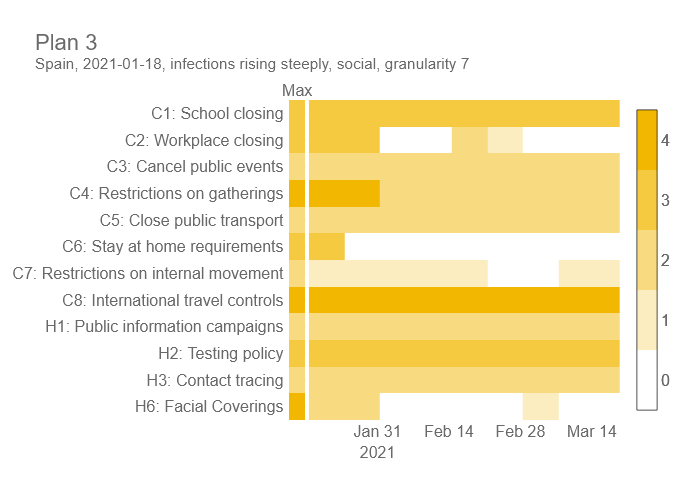 Plan 3
Spain, 2021-01-18, infections rising steeply, social, granularity 7
Max
C1: School closing
C2: Workplace closing
C3: Cancel public events
C4: Restrictions on gatherings
C5: Close public transport
C6: Stay at home requirements
C7: Restrictions on internal movement
C8: International travel controls
H1: Public information campaigns
H2: Testing policy
H3: Contact tracing
H6: Facial Coverings
Jan 31 Feb 14 Feb 28 Mar 14
2021
4
3
2
1
0